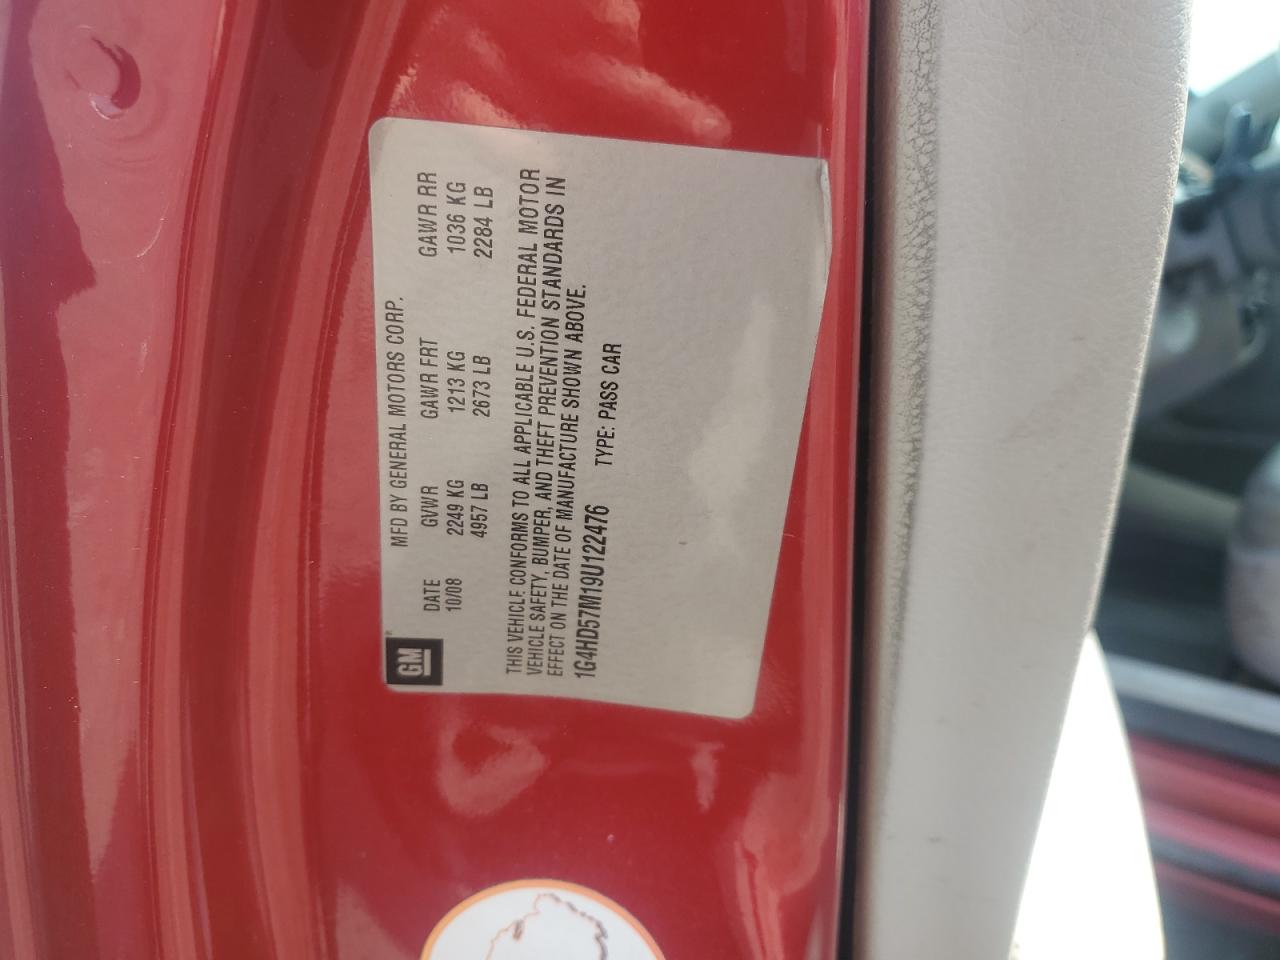 GM
MFD BY GENERAL MOTORS CORP.
DATE GVWR GAWR FRT GAWR RR
10/08 2249 KG 1213 KG 1036 KG
4957 LB 2673 LB 2284 LB
THIS VEHICLE CONFORMS TO ALL APPLICABLE U.S. FEDERAL MOTOR
VEHICLE SAFETY, BUMPER, AND THEFT PREVENTION STANDARDS IN
EFFECT ON THE DATE OF MANUFACTURE SHOWN ABOVE.
1G4HD57M19U122476 TYPE: PASS CAR